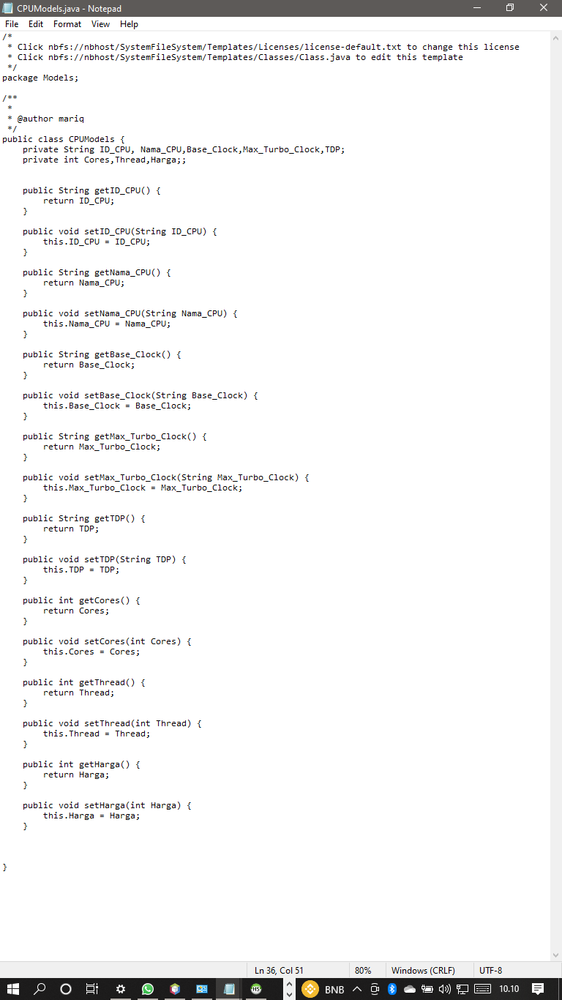 CPUModels.java - Notepad
File Edit Format View Help
/*
 * Click nbfs://nbhost/SystemFileSystem/Templates/Licenses/license-default.txt to change this license
 * Click nbfs://nbhost/SystemFileSystem/Templates/Classes/Class.java to edit this template
 */
package Models;
/**
 *
 * @author mariq
 */
public class CPUModels {
    private String ID_CPU, Nama_CPU,Base_Clock,Max_Turbo_Clock,TDP;
    private int Cores,Thread,Harga;;
    public String getID_CPU() {
        return ID_CPU;
    }
    public void setID_CPU(String ID_CPU) {
        this.ID_CPU = ID_CPU;
    }
    public String getNama_CPU() {
        return Nama_CPU;
    }
    public void setNama_CPU(String Nama_CPU) {
        this.Nama_CPU = Nama_CPU;
    }
    public String getBase_Clock() {
        return Base_Clock;
    }
    public void setBase_Clock(String Base_Clock) {
        this.Base_Clock = Base_Clock;
    }
    public String getMax_Turbo_Clock() {
        return Max_Turbo_Clock;
    }
    public void setMax_Turbo_Clock(String Max_Turbo_Clock) {
        this.Max_Turbo_Clock = Max_Turbo_Clock;
    }
    public String getTDP() {
        return TDP;
    }
    public void setTDP(String TDP) {
        this.TDP = TDP;
    }
    public int getCores() {
        return Cores;
    }
    public void setCores(int Cores) {
        this.Cores = Cores;
    }
    public int getThread() {
        return Thread;
    }
    public void setThread(int Thread) {
        this.Thread = Thread;
    }
    public int getHarga() {
        return Harga;
    }
    public void setHarga(int Harga) {
        this.Harga = Harga;
    }
}
Ln 36, Col 51 80% Windows (CRLF) UTF-8
HS BNB 10.10